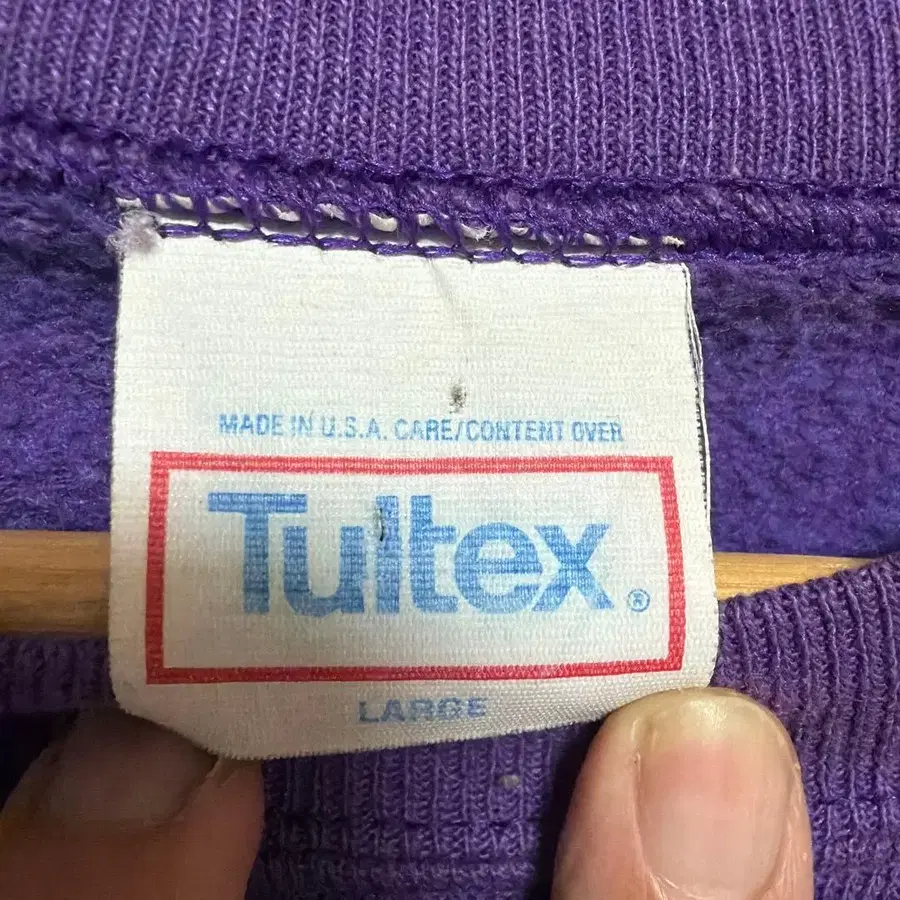 MADE IN U.S.A. CARE/CONTENT OVER
Tultex®
LARGE